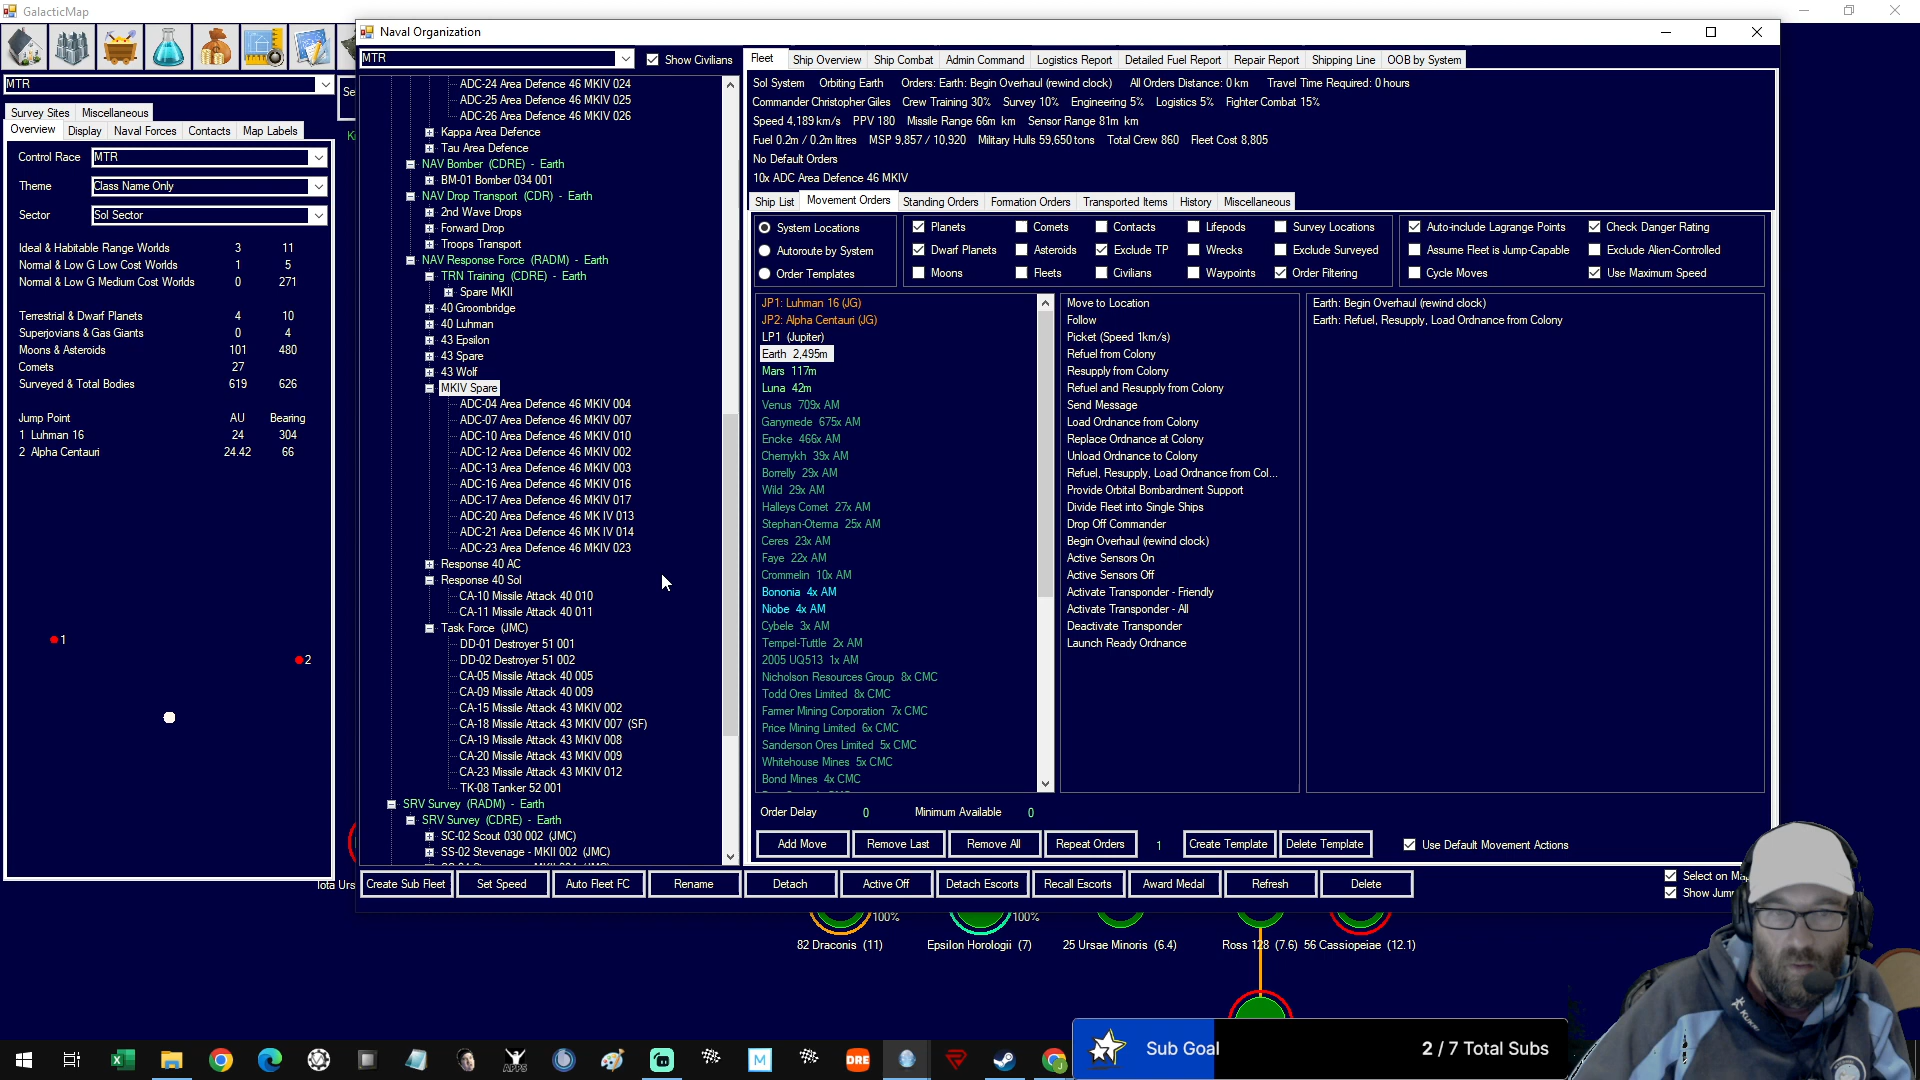 GalacticMap
MTR
Survey Sites
Miscellaneous
Overview
Display
Naval Forces
Contacts
Map Labels
Control Race
MTR
Theme
Class Name Only
Sector
Sol Sector
Ideal & Habitable Range Worlds 3 11
Normal & Low G Low Cost Worlds 1 5
Normal & Low G Medium Cost Worlds 0 271
Terrestrial & Dwarf Planets 4 10
Superjovians & Gas Giants 0 4
Moons & Asteroids 101 480
Comets 27
Surveyed & Total Bodies 619 626
Jump Point AU Bearing
1 Luhman 16 24 304
2 Alpha Centauri 24.42 66
1
2
Naval Organization
MTR
Show Civilians
ADC-24 Area Defence 46 MKIV 024
ADC-25 Area Defence 46 MKIV 025
ADC-26 Area Defence 46 MKIV 026
Kappa Area Defence
Tau Area Defence
NAV Bomber (CDRE) - Earth
BM-01 Bomber 034 001
NAV Drop Transport (CDR) - Earth
2nd Wave Drops
Forward Drop
Troops Transport
NAV Response Force (RADM) - Earth
TRN Training (CDRE) - Earth
Spare MKII
40 Groombridge
40 Luhman
43 Epsilon
43 Spare
43 Wolf
MKIV Spare
ADC-04 Area Defence 46 MKIV 004
ADC-07 Area Defence 46 MKIV 007
ADC-10 Area Defence 46 MKIV 010
ADC-12 Area Defence 46 MKIV 002
ADC-13 Area Defence 46 MKIV 003
ADC-16 Area Defence 46 MKIV 016
ADC-17 Area Defence 46 MKIV 017
ADC-20 Area Defence 46 MK IV 013
ADC-21 Area Defence 46 MK IV 014
ADC-23 Area Defence 46 MKIV 023
Response 40 AC
Response 40 Sol
CA-10 Missile Attack 40 010
CA-11 Missile Attack 40 011
Task Force (JMC)
DD-01 Destroyer 51 001
DD-02 Destroyer 51 002
CA-05 Missile Attack 40 005
CA-09 Missile Attack 40 009
CA-15 Missile Attack 43 MKIV 002
CA-18 Missile Attack 43 MKIV 007 (SF)
CA-19 Missile Attack 43 MKIV 008
CA-20 Missile Attack 43 MKIV 009
CA-23 Missile Attack 43 MKIV 012
TK-08 Tanker 52 001
SRV Survey (RADM) - Earth
SRV Survey (CDRE) - Earth
SC-02 Scout 030 002 (JMC)
SS-02 Stevenage - MKII 002 (JMC)
Fleet
Ship Overview
Ship Combat
Admin Command
Logistics Report
Detailed Fuel Report
Repair Report
Shipping Line
OOB by System
Sol System Orbiting Earth Orders: Earth: Begin Overhaul (rewind clock) All Orders Distance: 0 km Travel Time Required: 0 hours
Commander Christopher Giles Crew Training 30% Survey 10% Engineering 5% Logistics 5% Fighter Combat 15%
Speed 4,189 km/s PPV 180 Missile Range 66m km Sensor Range 81m km
Fuel 0.2m / 0.2m litres MSP 9,857 / 10,920 Military Hulls 59,650 tons Total Crew 860 Fleet Cost 8,805
No Default Orders
10x ADC Area Defence 46 MKIV
Ship List
Movement Orders
Standing Orders
Formation Orders
Transported Items
History
Miscellaneous
System Locations
Autoroute by System
Order Templates
Planets
Comets
Contacts
Lifepods
Survey Locations
Dwarf Planets
Asteroids
Exclude TP
Wrecks
Exclude Surveyed
Moons
Fleets
Civilians
Waypoints
Order Filtering
Auto-include Lagrange Points
Check Danger Rating
Assume Fleet is Jump-Capable
Exclude Alien-Controlled
Cycle Moves
Use Maximum Speed
JP1: Luhman 16 (JG)
JP2: Alpha Centauri (JG)
LP1 (Jupiter)
Earth 2,495m
Mars 117m
Luna 42m
Venus 709x AM
Ganymede 675x AM
Encke 466x AM
Chernykh 39x AM
Borrelly 29x AM
Wild 29x AM
Halleys Comet 27x AM
Stephan-Oterma 25x AM
Ceres 23x AM
Faye 22x AM
Crommelin 10x AM
Bononia 4x AM
Niobe 4x AM
Cybele 3x AM
Tempel-Tuttle 2x AM
2005 UQ513 1x AM
Nicholson Resources Group 8x CMC
Todd Ores Limited 8x CMC
Farmer Mining Corporation 7x CMC
Price Mining Limited 6x CMC
Sanderson Ores Limited 5x CMC
Whitehouse Mines 5x CMC
Bond Mines 4x CMC
Move to Location
Follow
Picket (Speed 1km/s)
Refuel from Colony
Resupply from Colony
Refuel and Resupply from Colony
Send Message
Load Ordnance from Colony
Replace Ordnance at Colony
Unload Ordnance to Colony
Refuel, Resupply, Load Ordnance from Col...
Provide Orbital Bombardment Support
Divide Fleet into Single Ships
Drop Off Commander
Begin Overhaul (rewind clock)
Active Sensors On
Active Sensors Off
Activate Transponder - Friendly
Activate Transponder - All
Deactivate Transponder
Launch Ready Ordnance
Earth: Begin Overhaul (rewind clock)
Earth: Refuel, Resupply, Load Ordnance from Colony
Order Delay 0 Minimum Available 0
Add Move
Remove Last
Remove All
Repeat Orders
1
Create Template
Delete Template
Use Default Movement Actions
Create Sub Fleet
Set Speed
Auto Fleet FC
Rename
Detach
Active Off
Detach Escorts
Recall Escorts
Award Medal
Refresh
Delete
Select on Map
Show Jum
Iota Urs
100%
100%
82 Draconis (11)
Epsilon Horologii (7)
25 Ursae Minoris (6.4)
Ross 128 (7.6)
56 Cassiopeiae (12.1)
APPS
M
DRE
Sub Goal
2 / 7 Total Subs